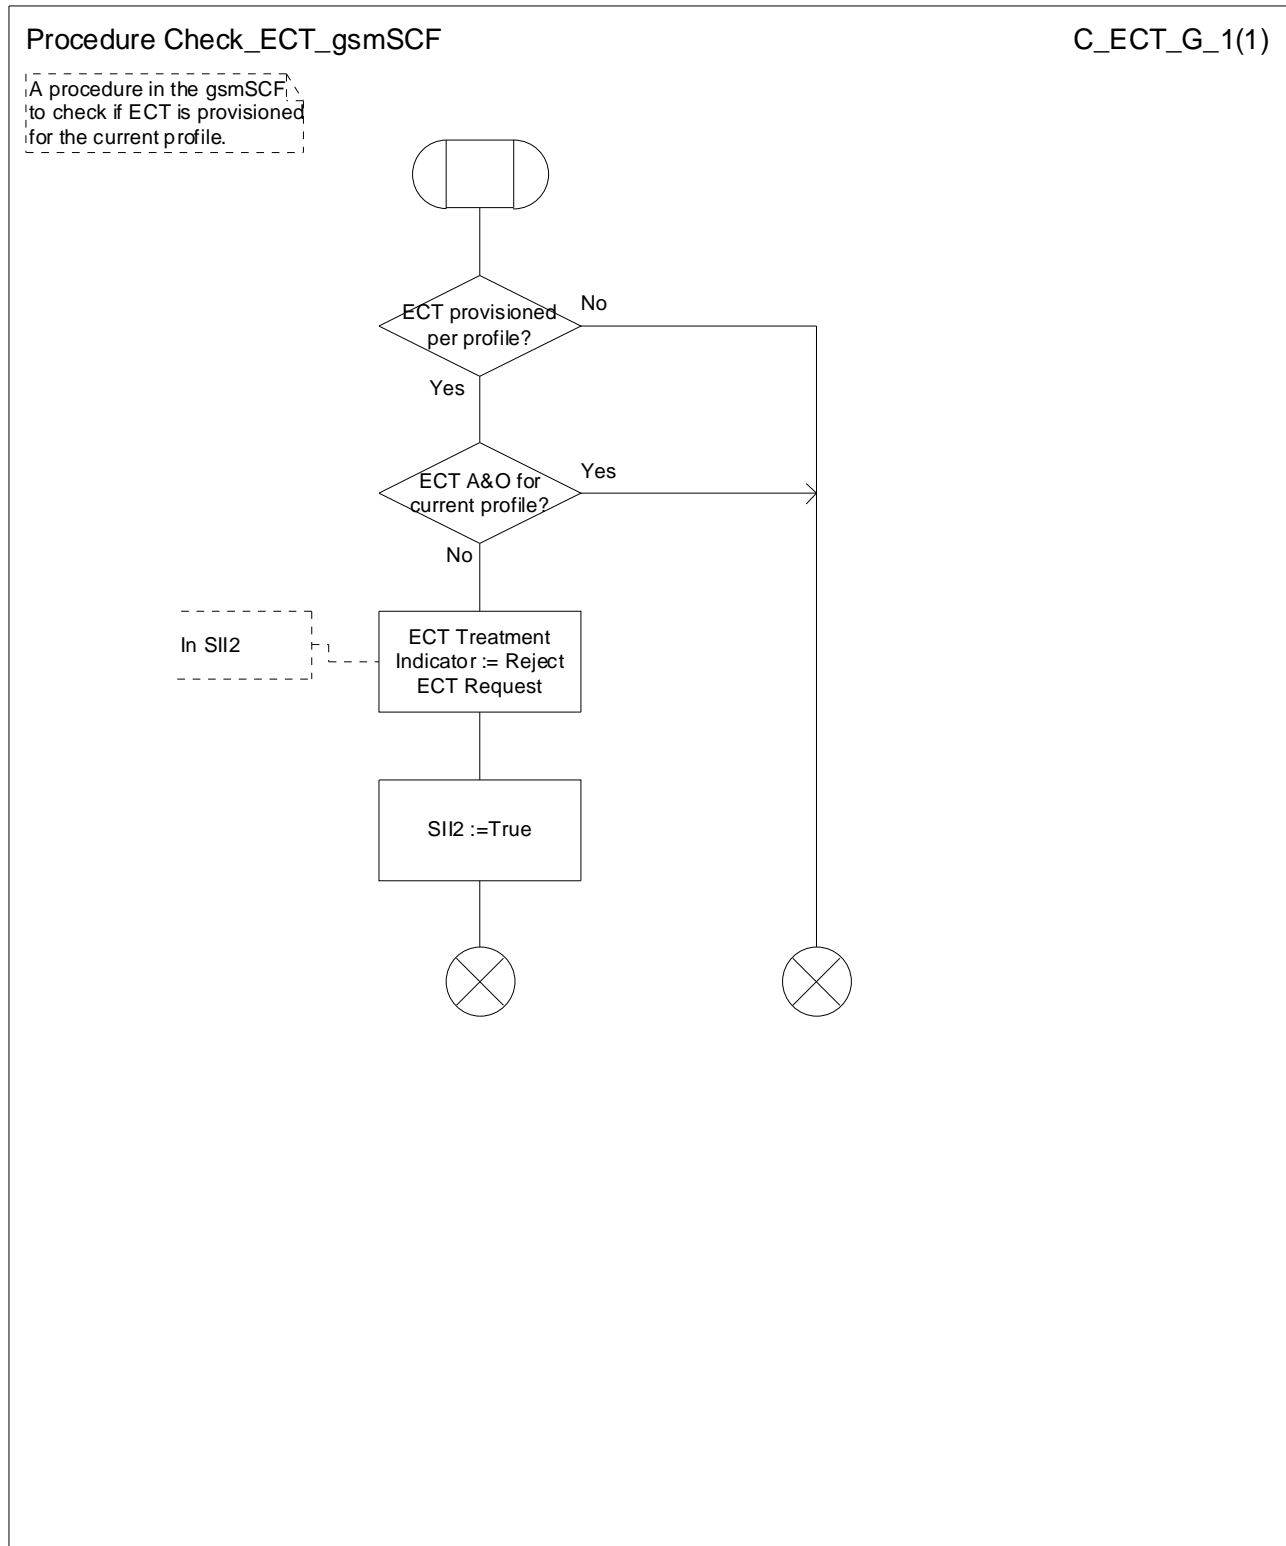 Procedure Check_ECT_gsmSCF
C_ECT_G_1(1)
A procedure in the gsmSCF
to check if ECT is provisioned
for the current profile.
ECT provisioned
per profile?
No
Yes
ECT A&O for
current profile?
Yes
No
In SII2
ECT Treatment
Indicator := Reject
ECT Request
SII2 :=True